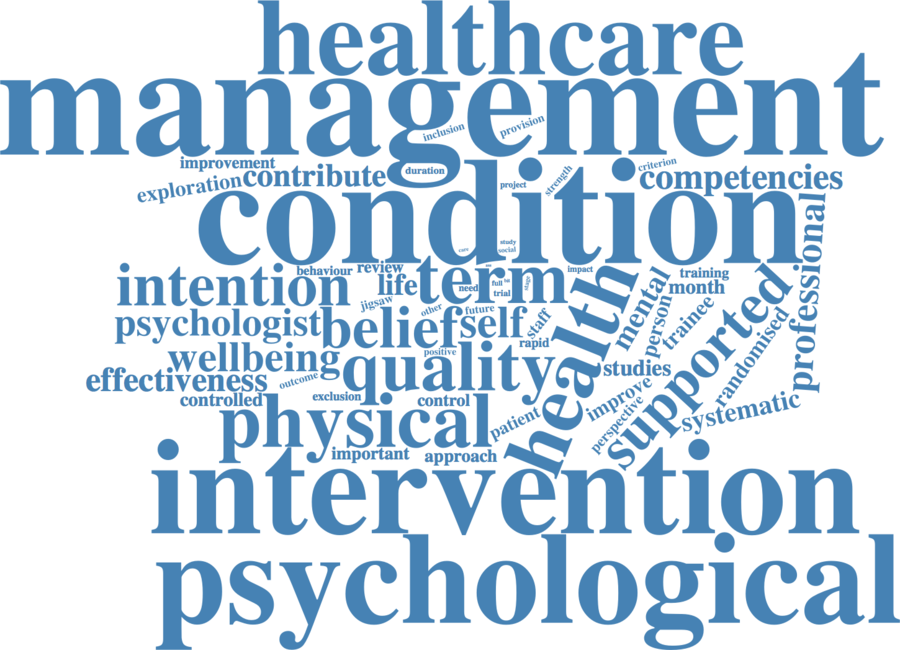 healthcare
management
inclusion
provision
improvement
exploration
contribute
duration
project
strength
criterion
competencies
condition
professional
care
study
social
intention
behaviour
review
life
term
need
full
trial
stage
impact
health
mental
training
month
jigsaw
psychologist
belief
other
future
self
staff
rapid
person
trainee
supported
randomised
wellbeing
positive
quality
studies
effectiveness
outcome
controlled
exclusion
control
improve
perspective
systematic
physical
patient
important
approach
intervention
psychological